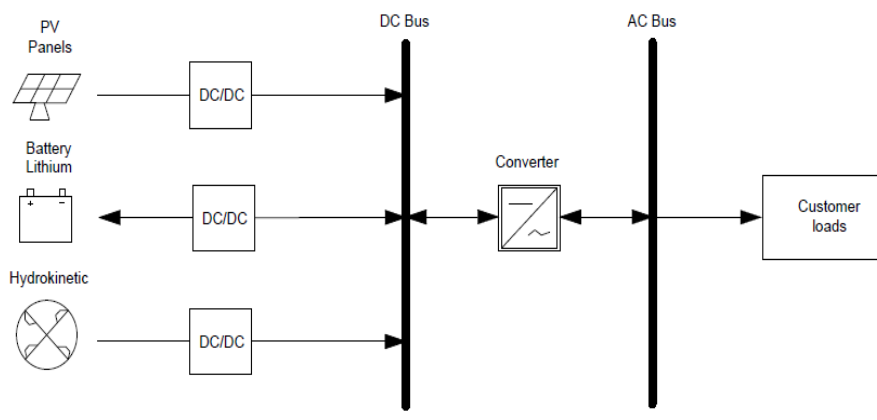 PV
Panels
DC/DC
DC Bus
AC Bus
Battery
Lithium
+ −
DC/DC
Converter
Customer
loads
Hydrokinetic
DC/DC